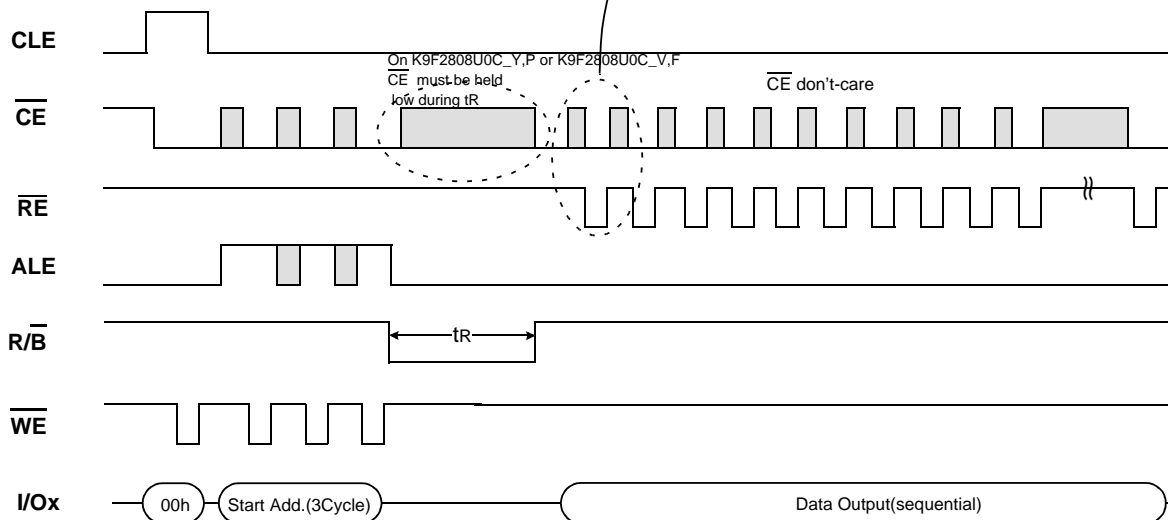 CLE
On K9F2808U0C_Y,P or K9F2808U0C_V,F
CE must be held
low during tR
CE don't-care
CE
RE
ALE
R/B
tR
WE
I/Ox
00h
Start Add.(3Cycle)
Data Output(sequential)